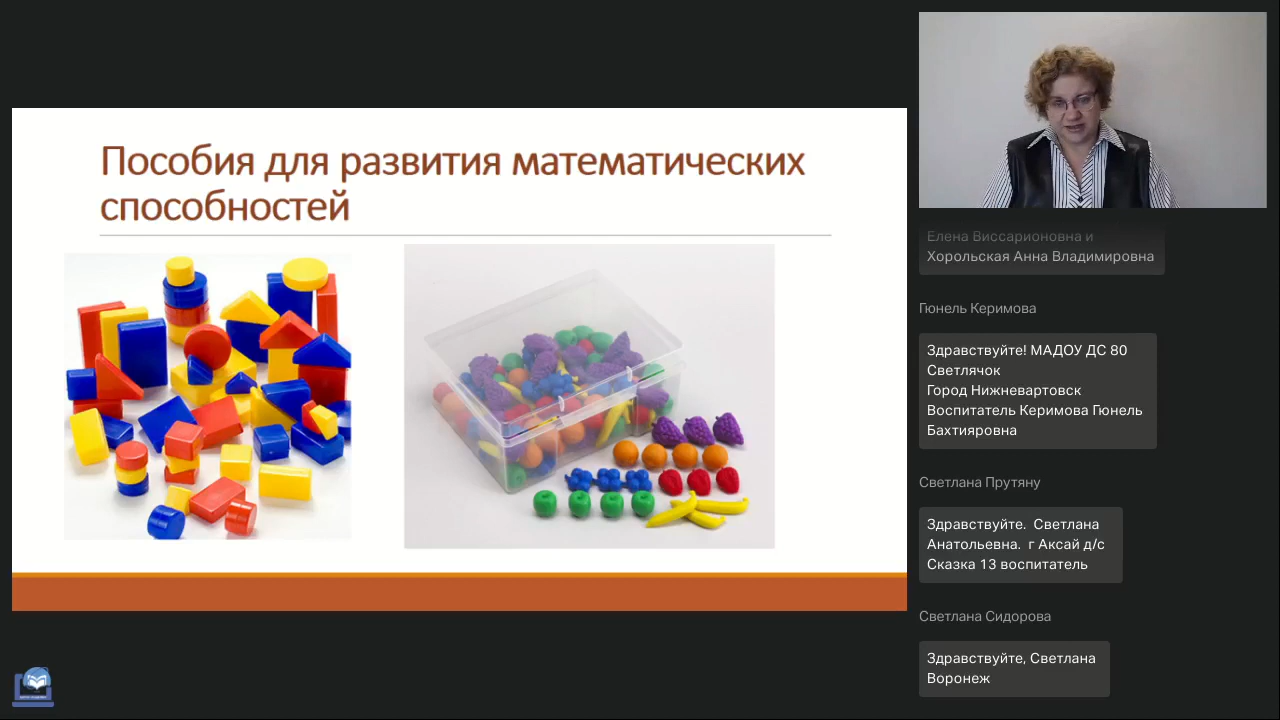 Пособия для развития математических
способностей
Елена Виссарионовна и
Хорольская Анна Владимировна
Гюнель Керимова
Здравствуйте! МАДОУ ДС 80
Светлячок
Город Нижневартовск
Воспитатель Керимова Гюнель
Бахтияровна
Светлана Прутяну
Здравствуйте. Светлана
Анатольевна. г Аксай д/с
Сказка 13 воспитатель
Светлана Сидорова
Здравствуйте, Светлана
Воронеж